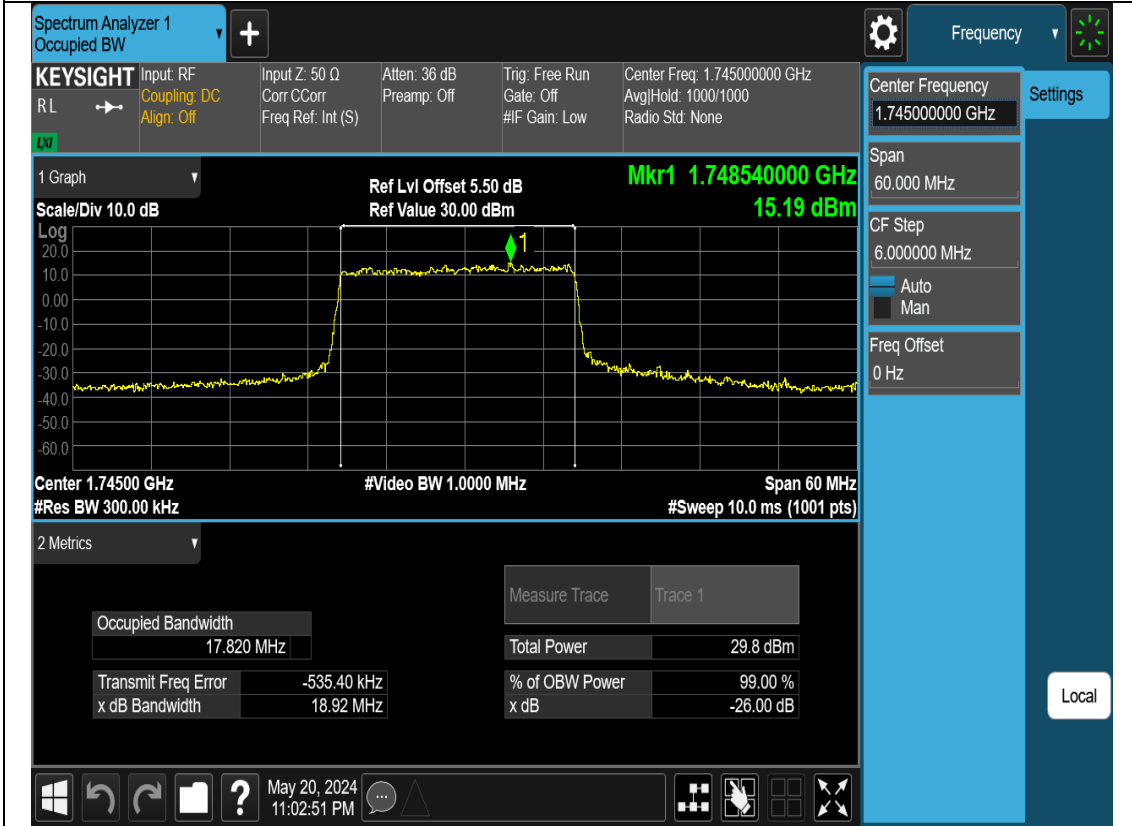 Spectrum Analyzer 1
Occupied BW
+
Frequency
KEYSIGHT
R L
LXI
Input: RF
Coupling: DC
Align: Off
Input Z: 50 Ω
Corr CCorr
Freq Ref: Int (S)
Atten: 36 dB
Preamp: Off
Trig: Free Run
Gate: Off
#IF Gain: Low
Center Freq: 1.745000000 GHz
Avg|Hold: 1000/1000
Radio Std: None
Center Frequency
1.745000000 GHz
Settings
Span
60.000 MHz
CF Step
6.000000 MHz
Auto
Man
Freq Offset
0 Hz
Local
1 Graph
Scale/Div 10.0 dB
Ref Lvl Offset 5.50 dB
Ref Value 30.00 dBm
Mkr1 1.748540000 GHz
15.19 dBm
Log
20.0
10.0
0.00
-10.0
-20.0
-30.0
-40.0
-50.0
-60.0
1
Center 1.74500 GHz
#Video BW 1.0000 MHz
Span 60 MHz
#Res BW 300.00 kHz
#Sweep 10.0 ms (1001 pts)
2 Metrics
Measure Trace Trace 1
Occupied Bandwidth
17.820 MHz
Total Power 29.8 dBm
Transmit Freq Error -535.40 kHz
% of OBW Power 99.00 %
x dB Bandwidth 18.92 MHz
x dB -26.00 dB
?
May 20, 2024
11:02:51 PM